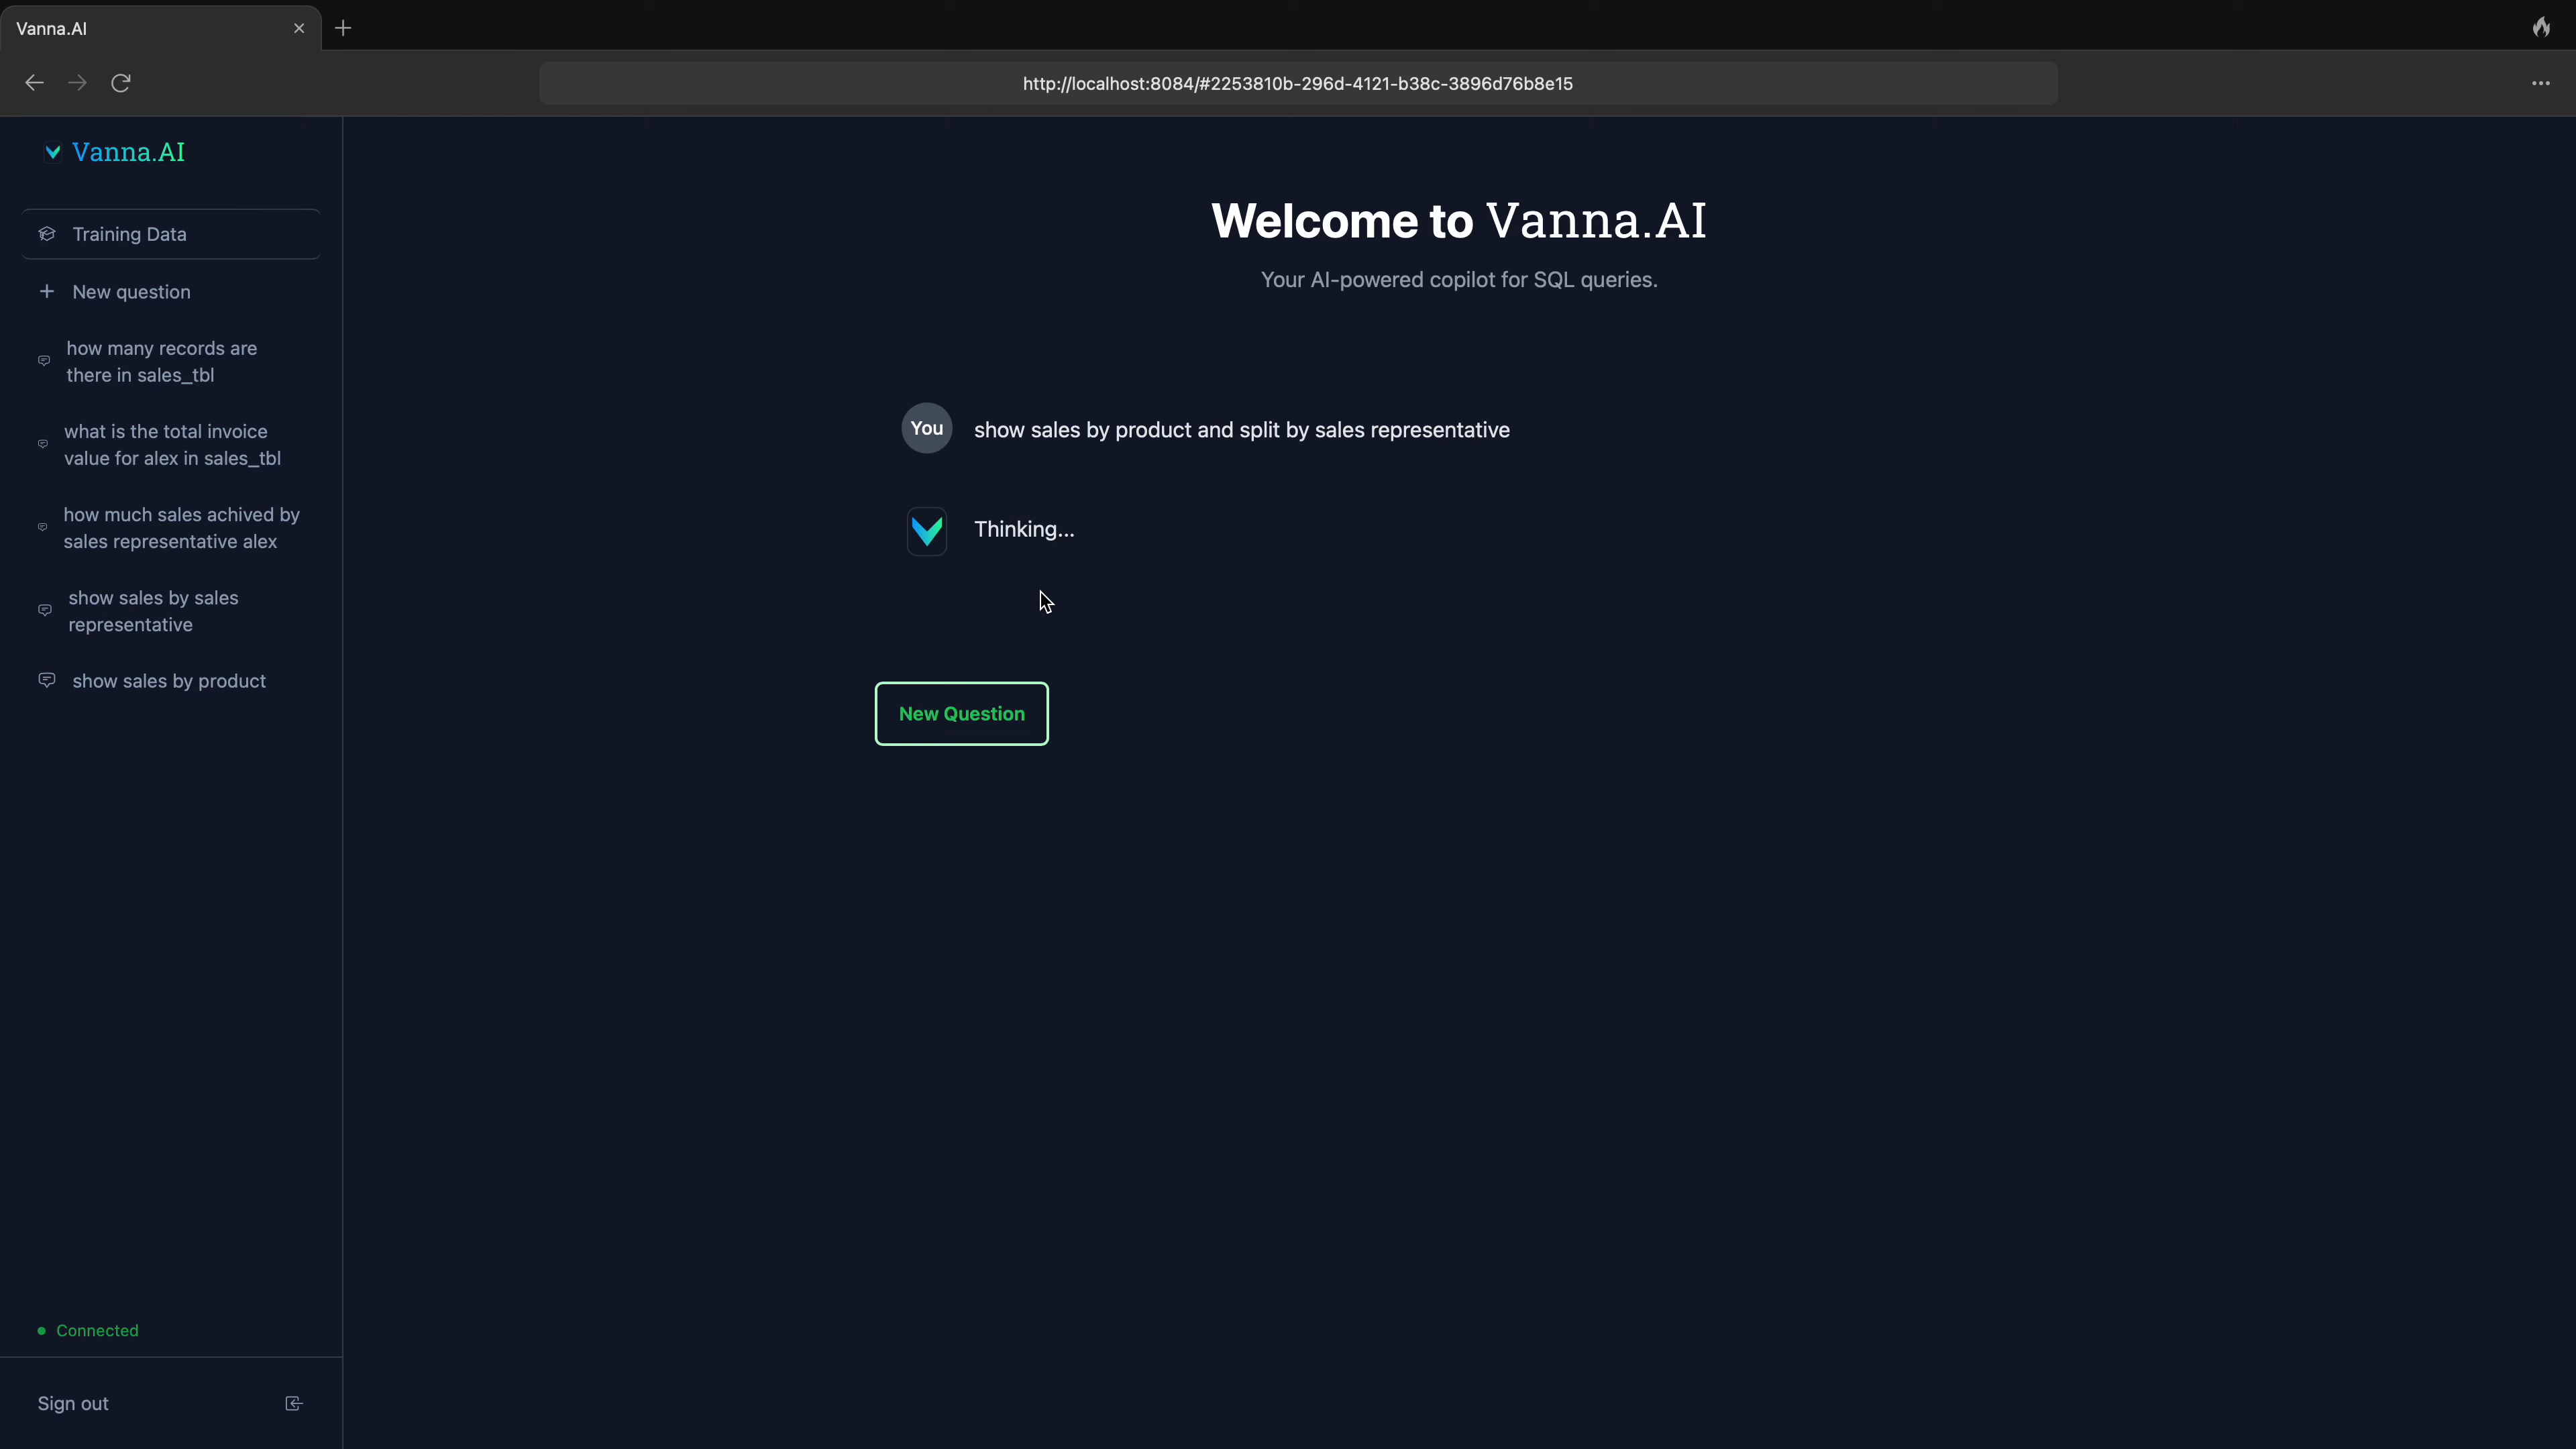 Vanna.AI
http://localhost:8084/#2253810b-296d-4121-b38c-3896d76b8e15
Vanna.AI
Training Data
New question
how many records are
there in sales_tbl
what is the total invoice
value for alex in sales_tbl
how much sales achived by
sales representative alex
show sales by sales
representative
show sales by product
Connected
Sign out
Welcome to Vanna.AI
Your AI-powered copilot for SQL queries.
You show sales by product and split by sales representative
Thinking...
New Question